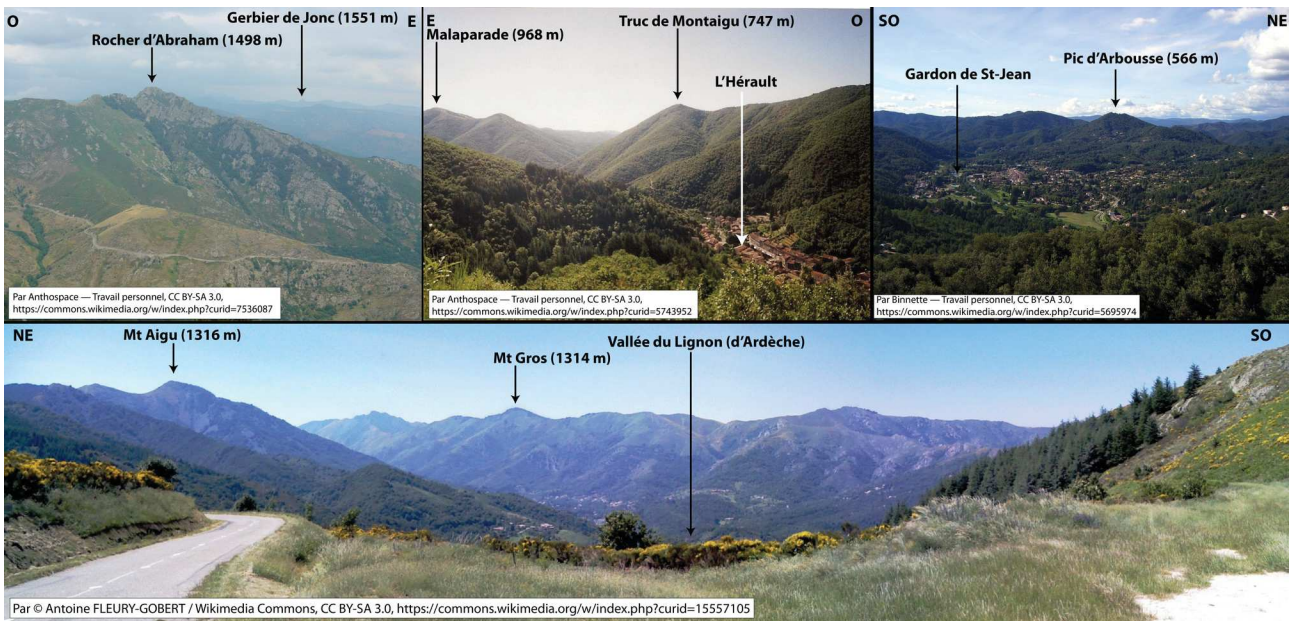 O
Gerbier de Jonc (1551 m)
E
Rocher d'Abraham (1498 m)
Par Anthospace — Travail personnel, CC BY-SA 3.0,
https://commons.wikimedia.org/w/index.php?curid=7536087
E
Truc de Montaigu (747 m)
O
Malaparade (968 m)
L'Hérault
Par Anthospace — Travail personnel, CC BY-SA 3.0,
https://commons.wikimedia.org/w/index.php?curid=5743952
SO
NE
Pic d'Arbousse (566 m)
Gardon de St-Jean
Par Binnette — Travail personnel, CC BY-SA 3.0,
https://commons.wikimedia.org/w/index.php?curid=5695974
NE
Mt Aigu (1316 m)
Vallée du Lignon (d'Ardèche)
SO
Mt Gros (1314 m)
Par © Antoine FLEURY-GOBERT / Wikimedia Commons, CC BY-SA 3.0, https://commons.wikimedia.org/w/index.php?curid=15557105